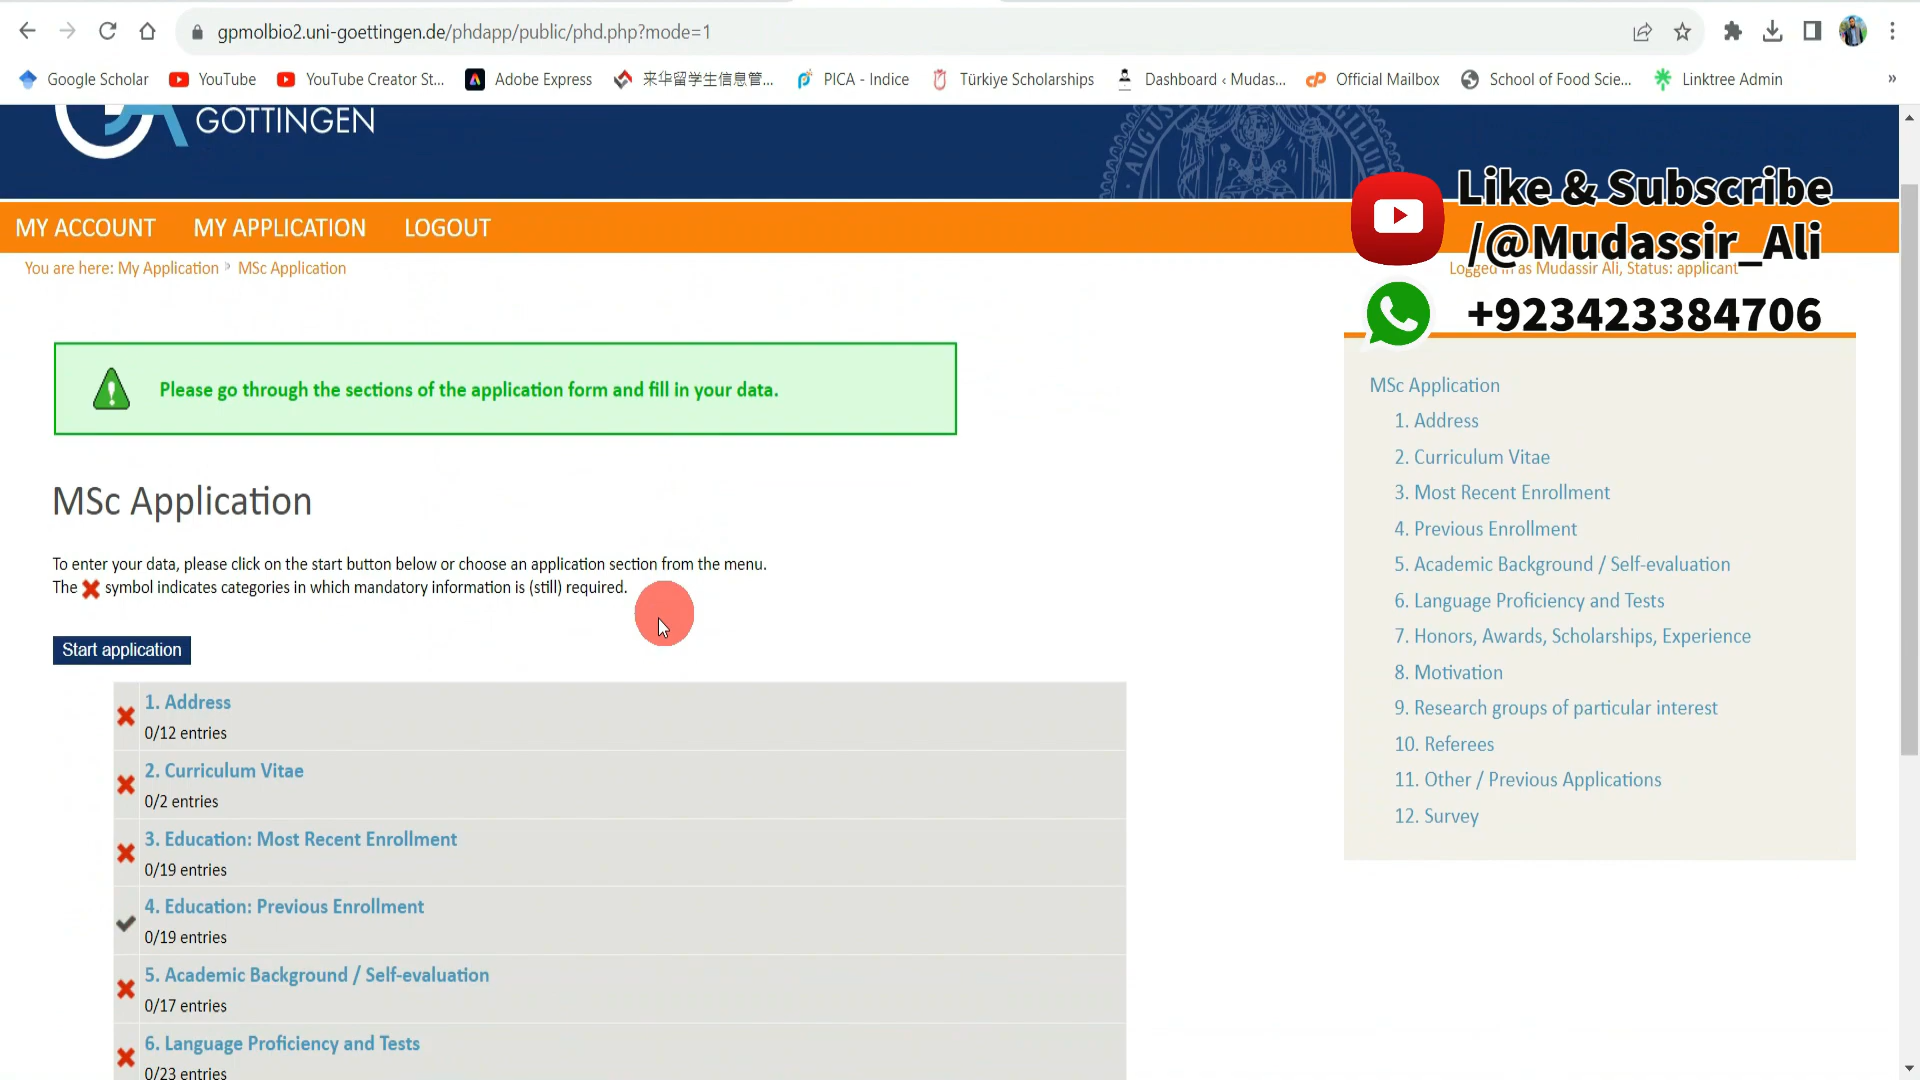 gpmolbio2.uni-goettingen.de/phdapp/public/phd.php?mode=1
Google Scholar
YouTube
YouTube Creator St...
Adobe Express
来华留学生信息管...
PICA - Indice
Türkiye Scholarships
Dashboard ‹ Mudas...
Official Mailbox
School of Food Scie...
Linktree Admin
»
GÖTTINGEN
MY ACCOUNT
MY APPLICATION
LOGOUT
Like & Subscribe
/@Mudassir_Ali
+923423384706
You are here: My Application » MSc Application
Logged in as Mudassir Ali, Status: applicant
Please go through the sections of the application form and fill in your data.
MSc Application
To enter your data, please click on the start button below or choose an application section from the menu.
The symbol indicates categories in which mandatory information is (still) required.
Start application
1. Address
0/12 entries
2. Curriculum Vitae
0/2 entries
3. Education: Most Recent Enrollment
0/19 entries
4. Education: Previous Enrollment
0/19 entries
5. Academic Background / Self-evaluation
0/17 entries
6. Language Proficiency and Tests
0/23 entries
MSc Application
1. Address
2. Curriculum Vitae
3. Most Recent Enrollment
4. Previous Enrollment
5. Academic Background / Self-evaluation
6. Language Proficiency and Tests
7. Honors, Awards, Scholarships, Experience
8. Motivation
9. Research groups of particular interest
10. Referees
11. Other / Previous Applications
12. Survey